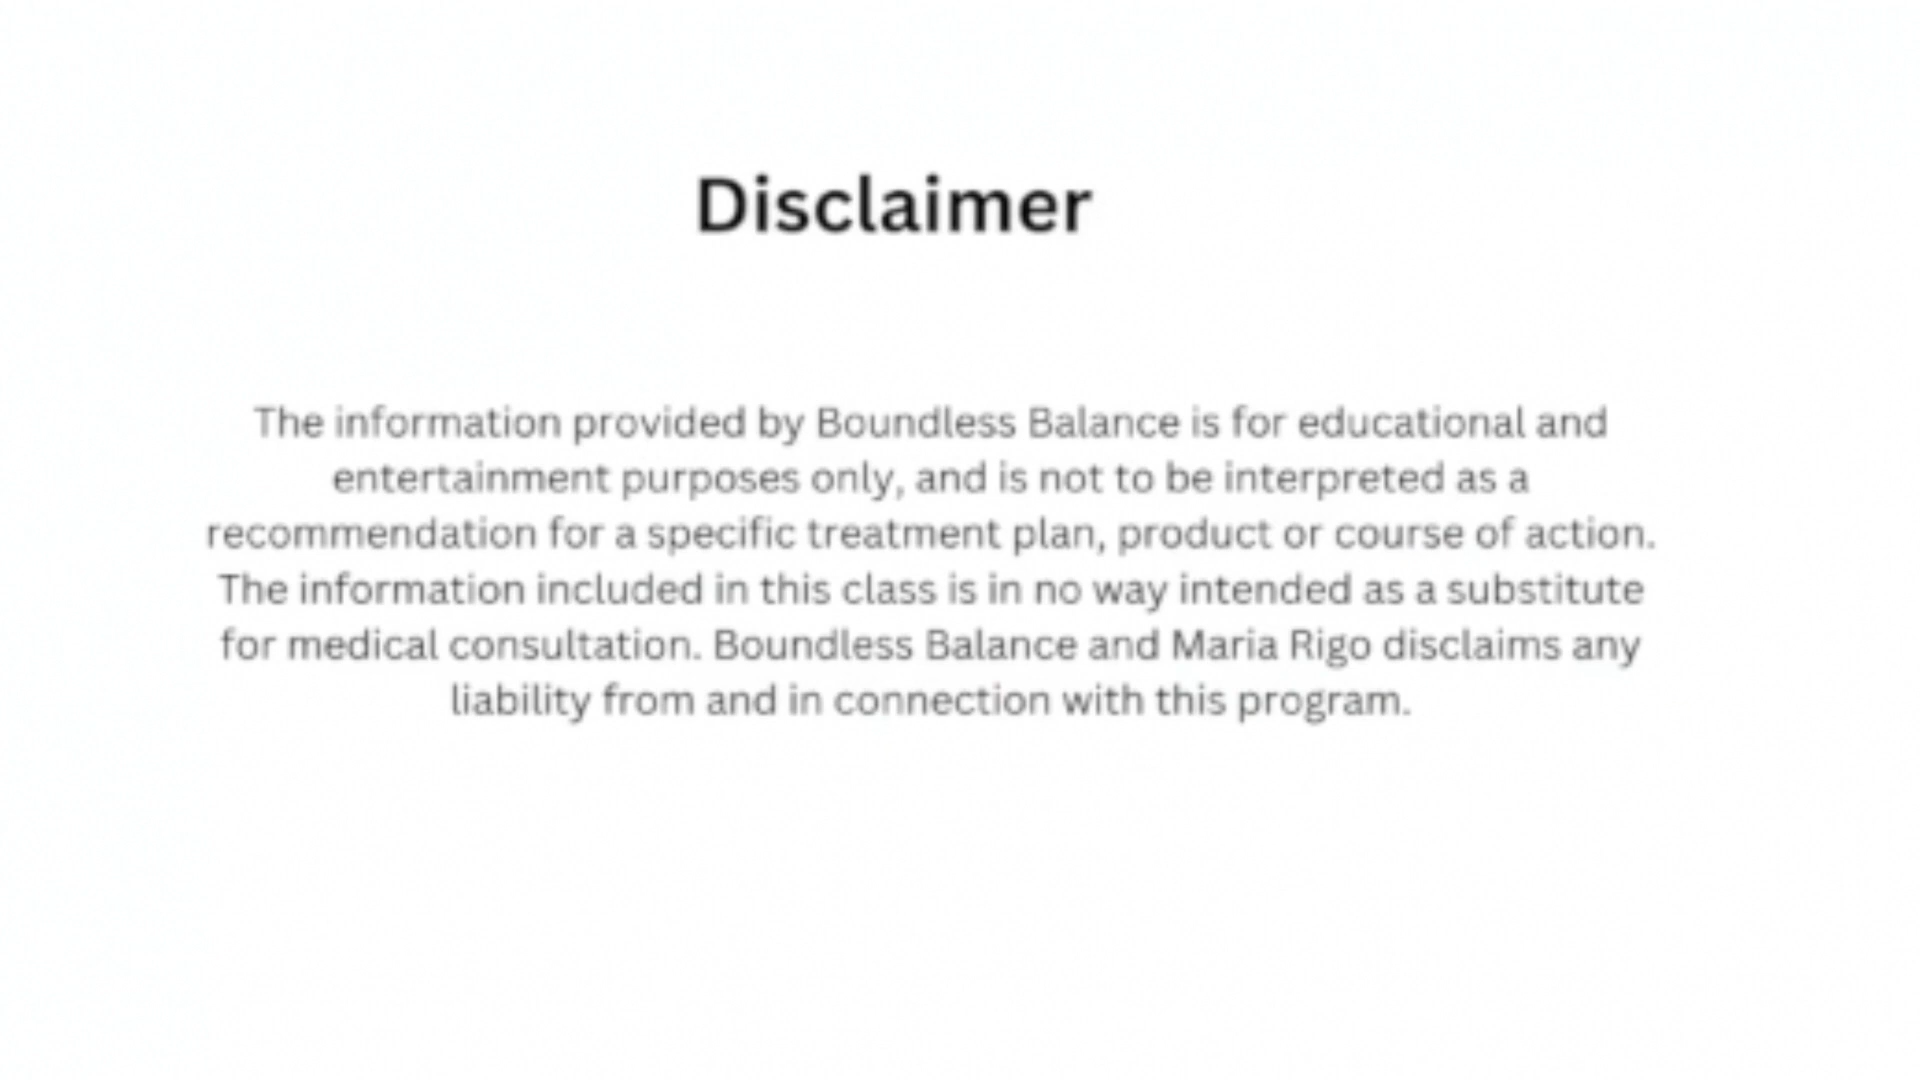 Disclaimer
The information provided by Boundless Balance is for educational and
entertainment purposes only, and is not to be interpreted as a
recommendation for a specific treatment plan, product or course of action.
The information included in this class is in no way intended as a substitute
for medical consultation. Boundless Balance and Maria Rigo disclaims any
liability from and in connection with this program.